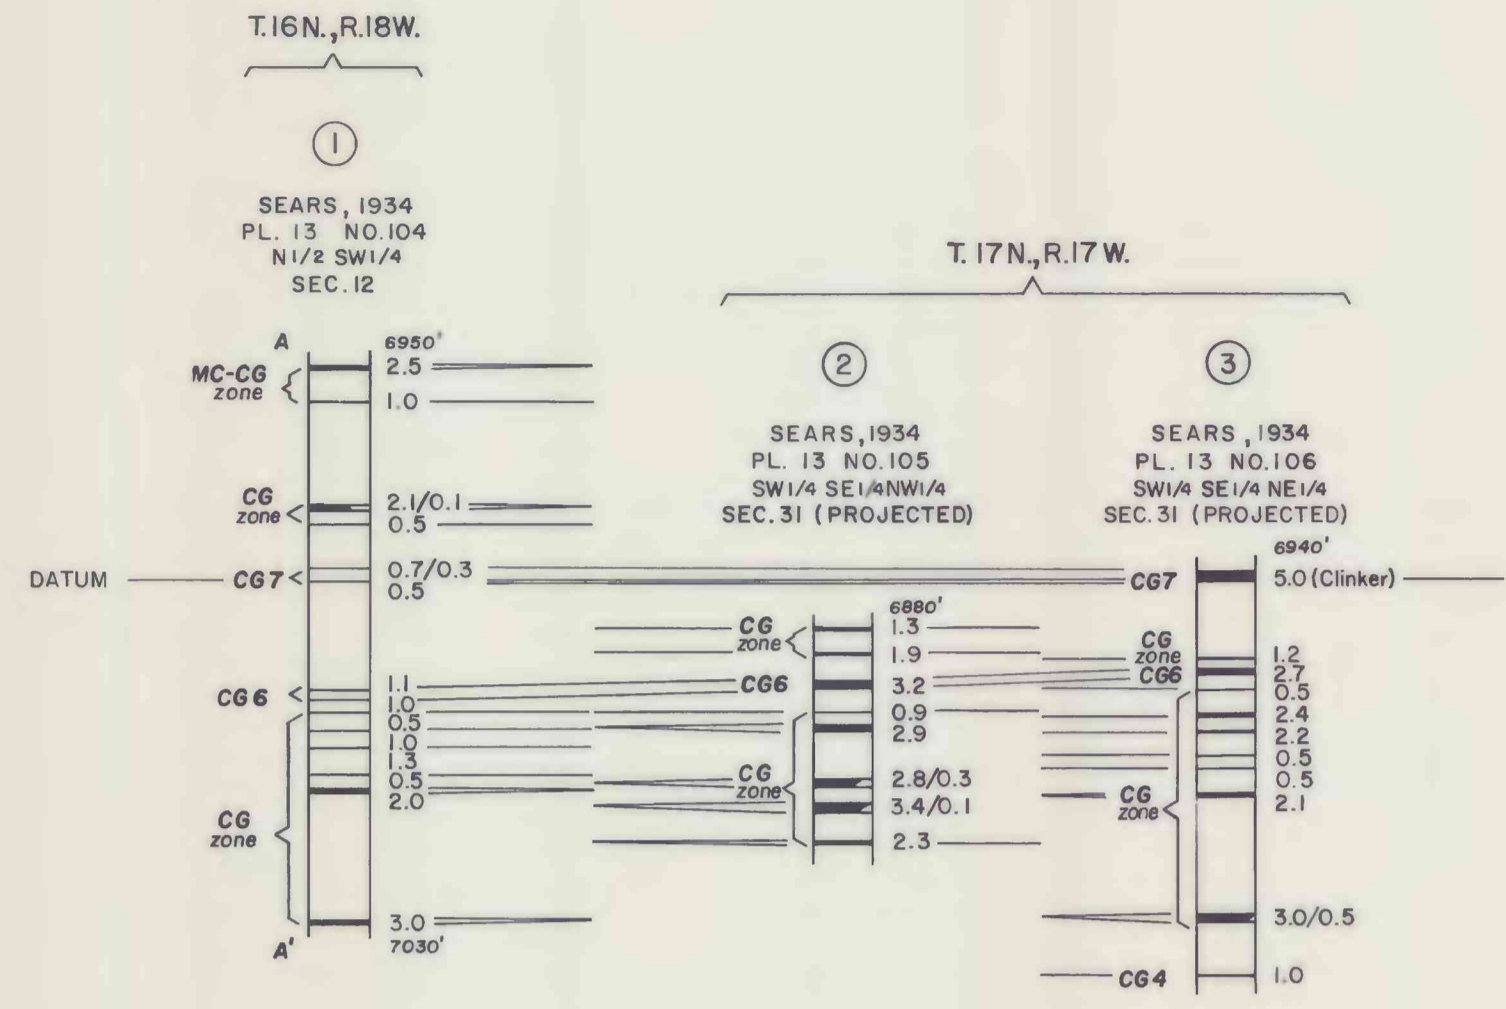 T.16N.,R.18W.
1
SEARS, 1934
PL. 13 NO.104
N1/2 SW1/4
SEC.12
A
6950'
MC-CG
zone
2.5
1.0
CG
zone
2.1/0.1
0.5
DATUM
CG7
0.7/0.3
0.5
CG6
1.1
1.0
0.5
1.0
1.3
0.5
2.0
CG
zone
3.0
A'
7030'
T.17N.,R.17W.
2
SEARS,1934
PL. 13 NO.105
SW1/4 SE1/4NW1/4
SEC.31 (PROJECTED)
6880'
CG
zone
1.3
1.9
CG6
3.2
0.9
2.9
CG
zone
2.8/0.3
3.4/0.1
2.3
3
SEARS ,1934
PL. 13 NO.106
SW1/4 SE1/4 NE1/4
SEC.31 (PROJECTED)
6940'
CG7
5.0 (Clinker)
CG
zone
1.2
CG6
2.7
0.5
2.4
2.2
0.5
0.5
CG
zone
2.1
3.0/0.5
CG4
1.0